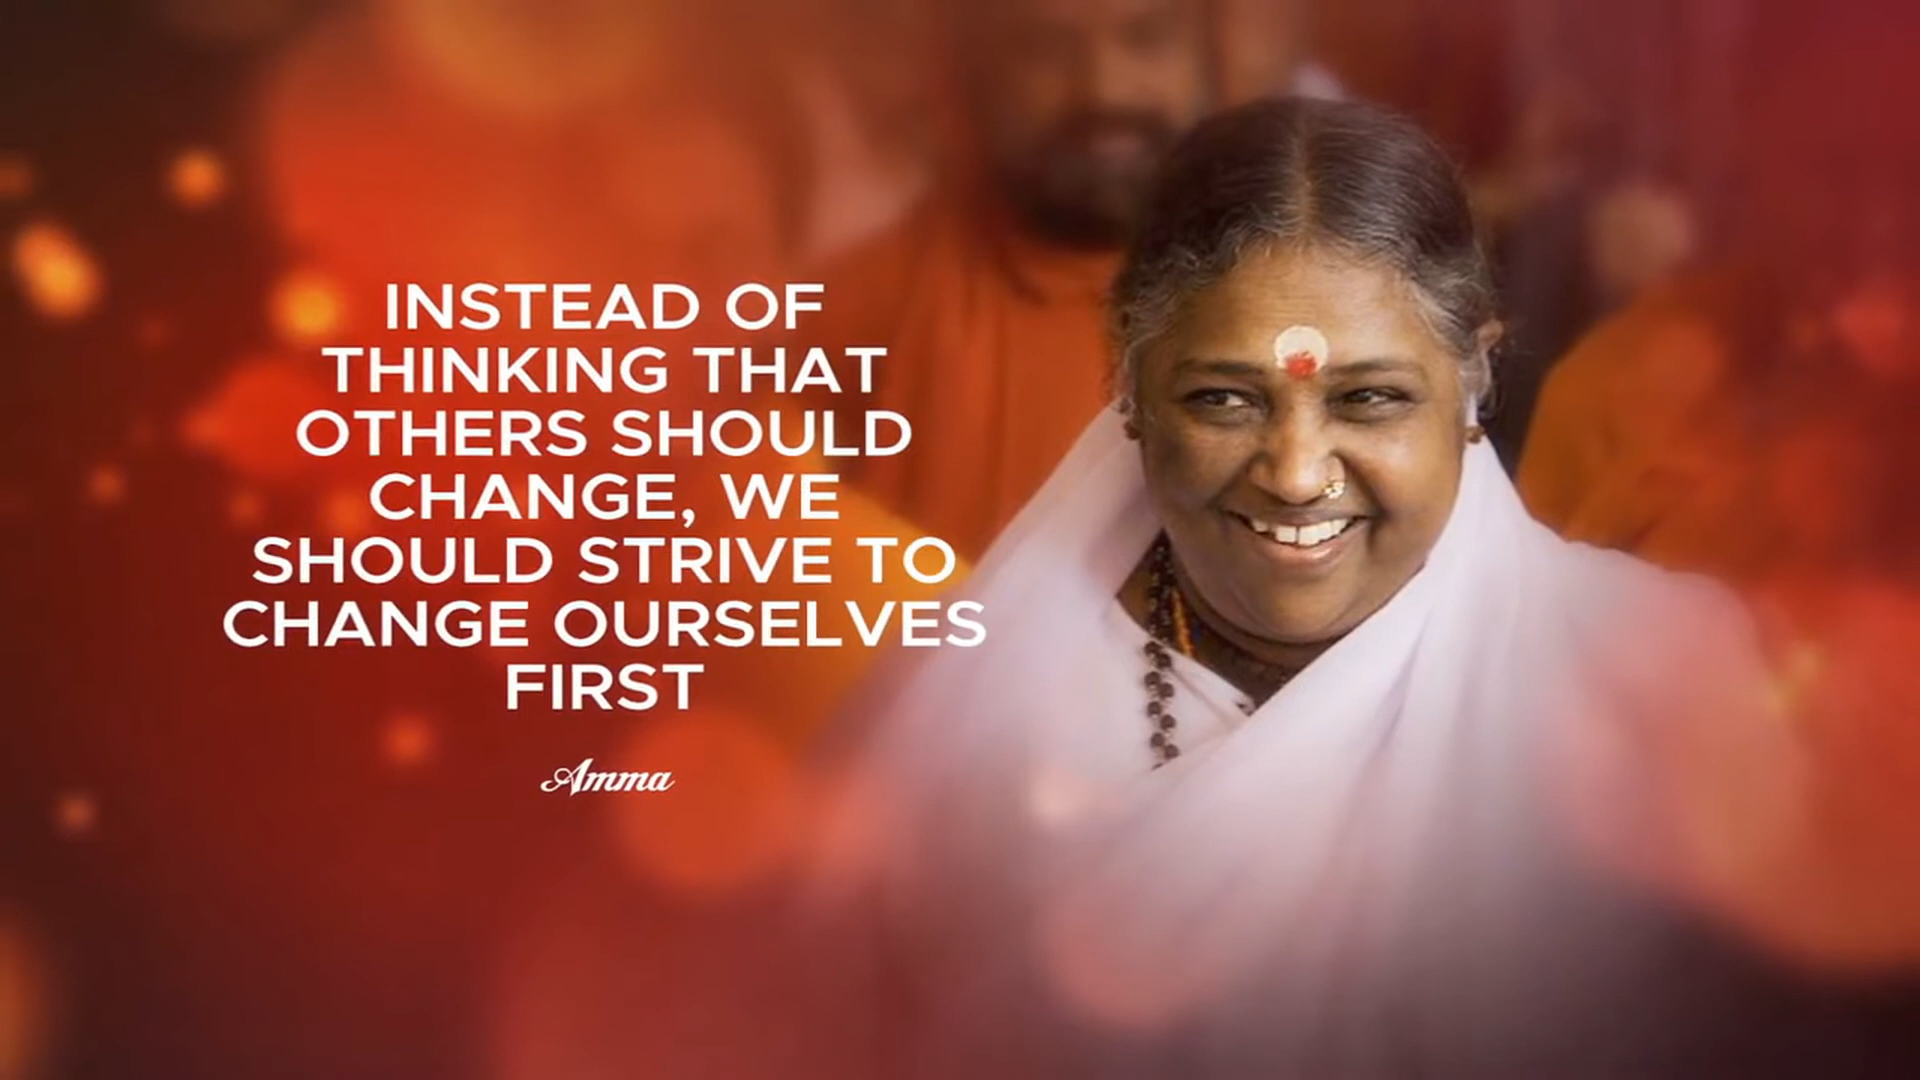 INSTEAD OF
THINKING THAT
OTHERS SHOULD
CHANGE, WE
SHOULD STRIVE TO
CHANGE OURSELVES
FIRST
Amma